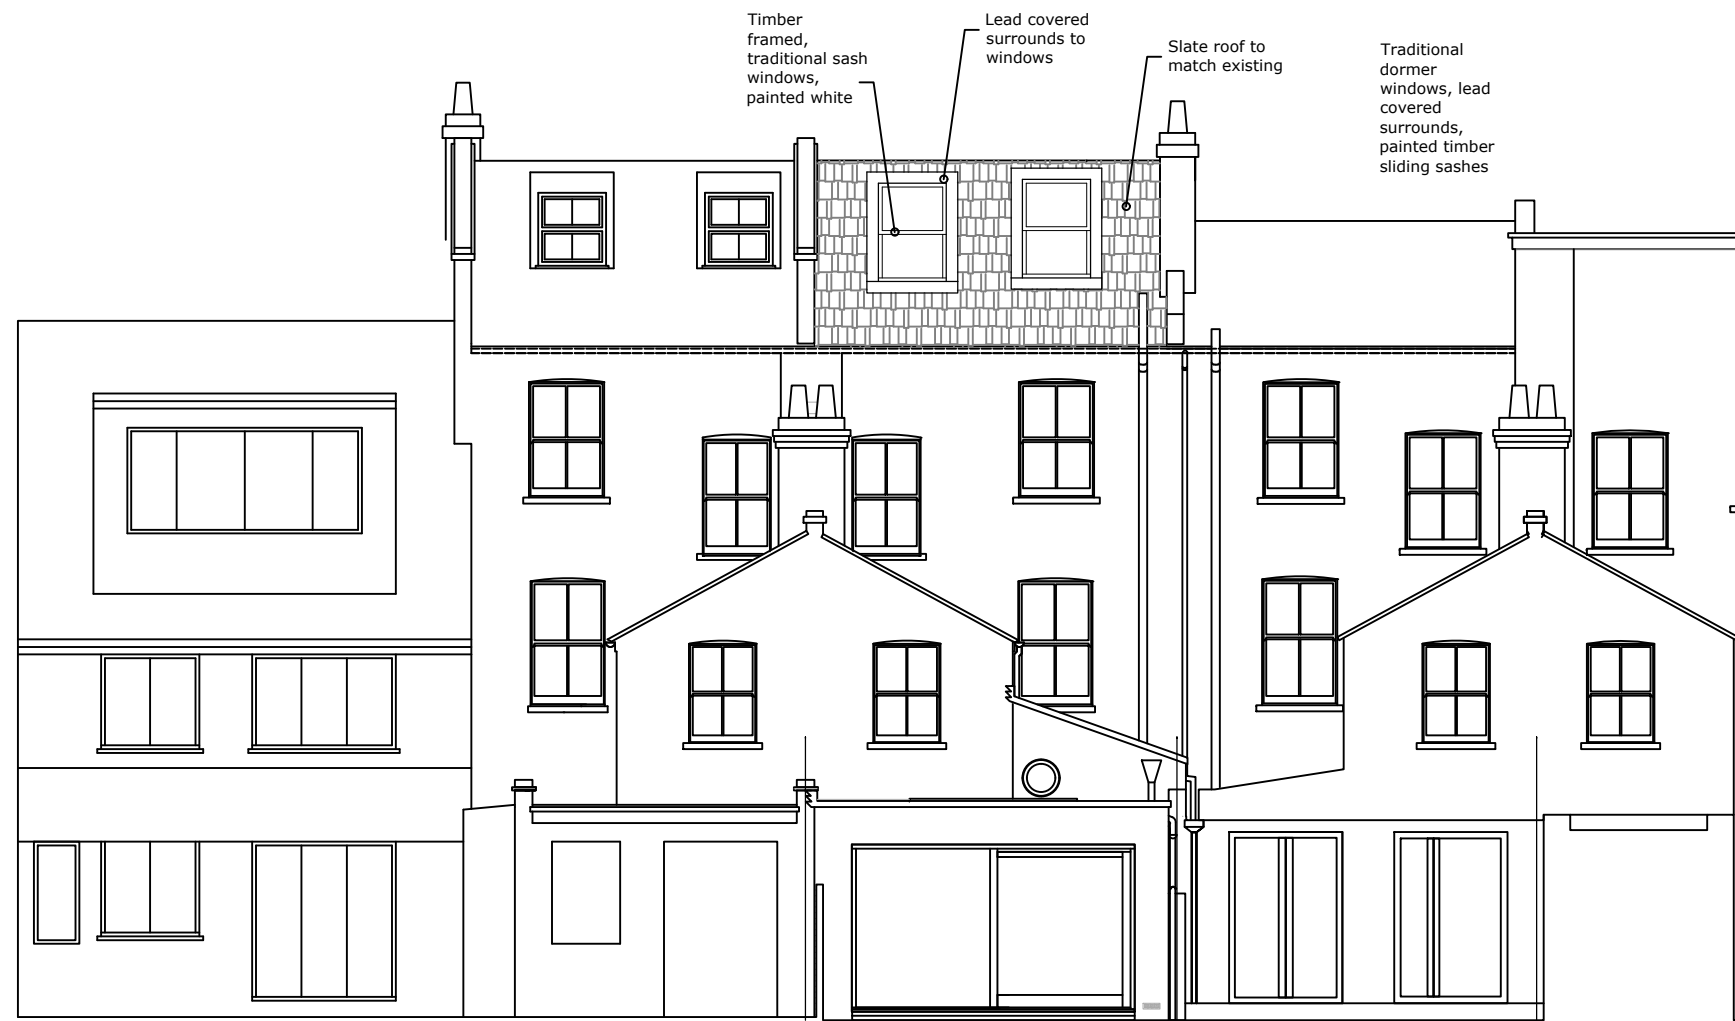 Timber
framed,
traditional sash
windows,
painted white
Lead covered
surrounds to
windows
Slate roof to
match existing
Traditional
dormer
windows, lead
covered
surrounds,
painted timber
sliding sashes